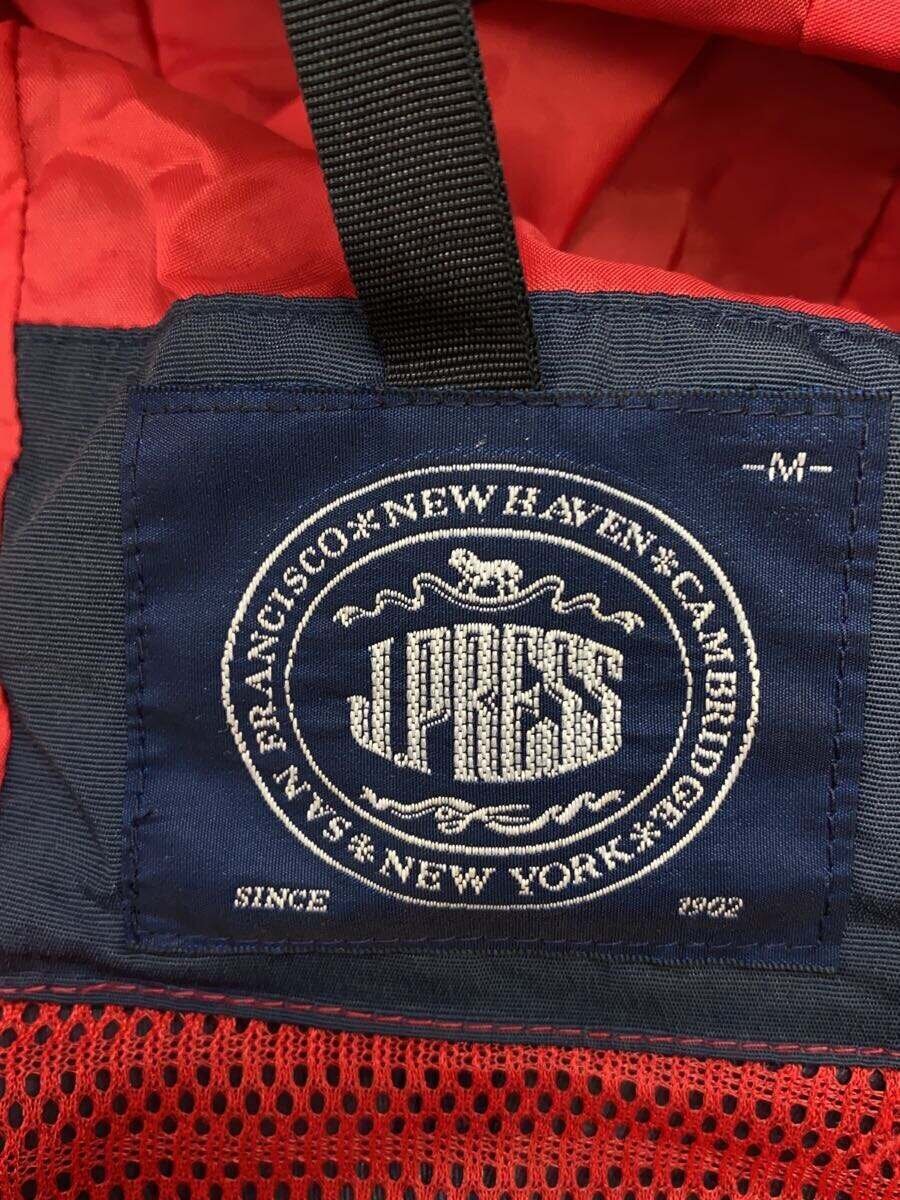 -M-
SAN FRANCISCO*NEW HAVEN*CAMBRIDGE*NEW YORK*
J.PRESS
SINCE 1902